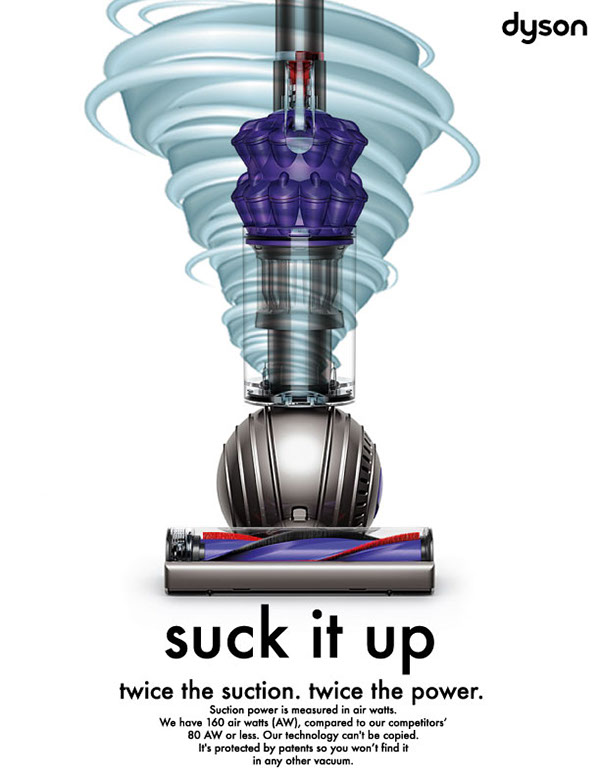 dyson
suck it up
twice the suction. twice the power.
Suction power is measured in air watts.
We have 160 air watts (AW), compared to our competitors’
80 AW or less. Our technology can't be copied.
It's protected by patents so you won’t find it
in any other vacuum.